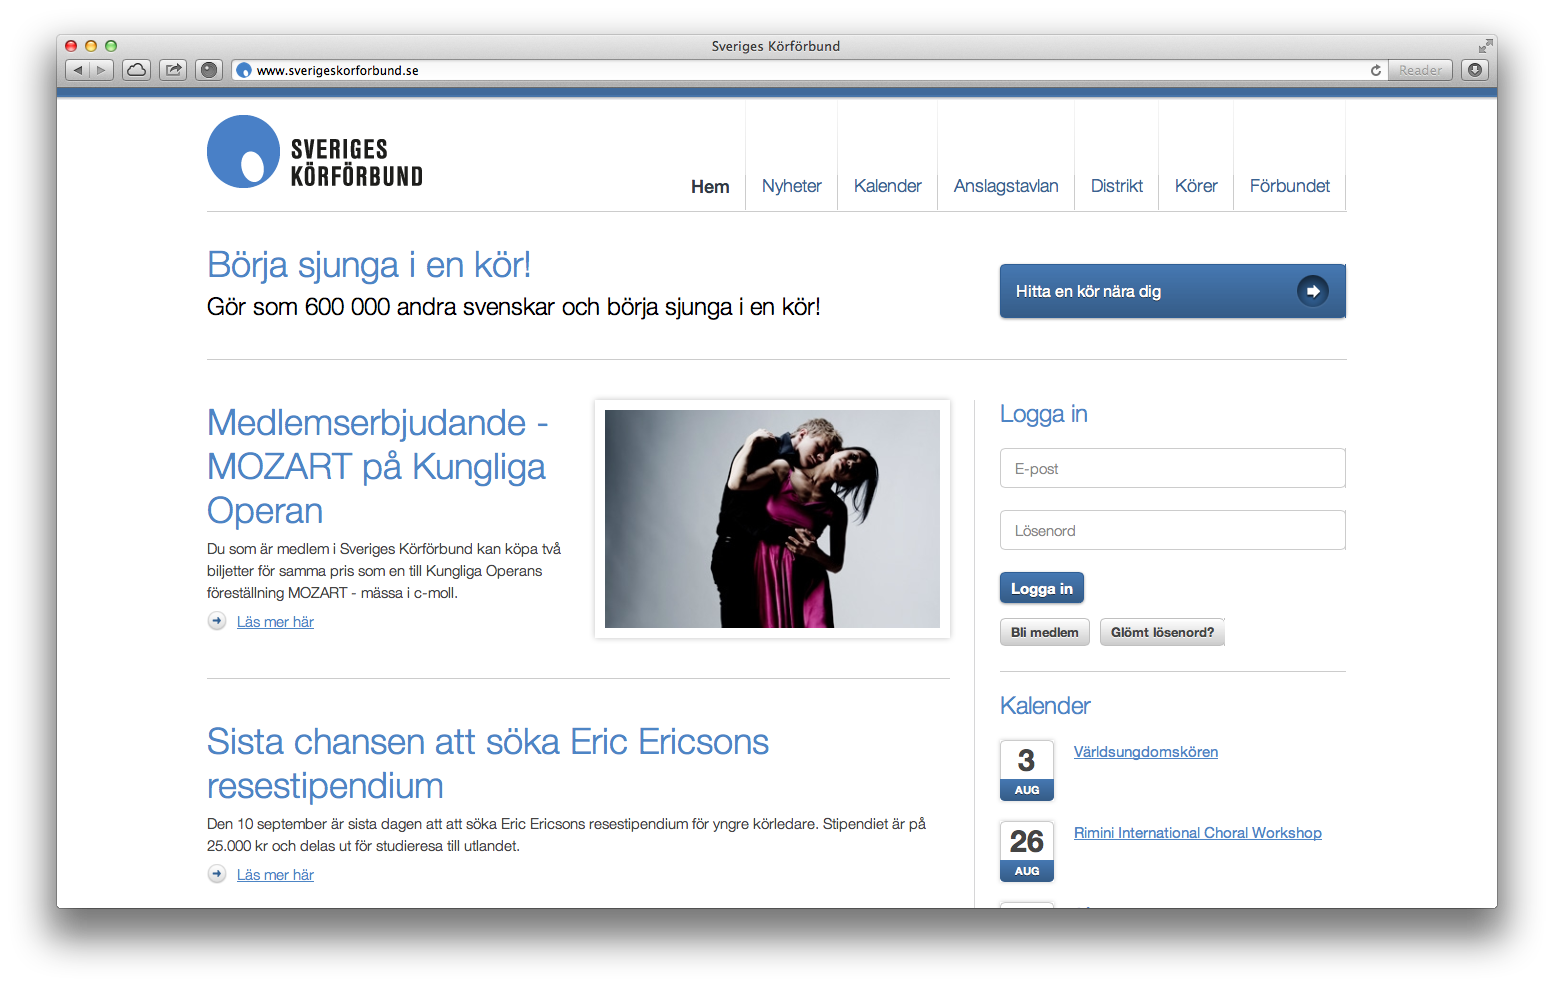 Sveriges Körförbund
www.sverigeskorforbund.se
Reader
SVERIGES
KÖRFÖRBUND
Hem
Nyheter
Kalender
Anslagstavlan
Distrikt
Körer
Förbundet
Börja sjunga i en kör!
Gör som 600 000 andra svenskar och börja sjunga i en kör!
Hitta en kör nära dig
Medlemserbjudande -
MOZART på Kungliga
Operan
Du som är medlem i Sveriges Körförbund kan köpa två
biljetter för samma pris som en till Kungliga Operans
föreställning MOZART - mässa i c-moll.
Läs mer här
Sista chansen att söka Eric Ericsons
resestipendium
Den 10 september är sista dagen att att söka Eric Ericsons resestipendium för yngre körledare. Stipendiet är på
25.000 kr och delas ut för studieresa till utlandet.
Läs mer här
Logga in
E-post
Lösenord
Logga in
Bli medlem
Glömt lösenord?
Kalender
3
AUG
Världsungdomskören
26
AUG
Rimini International Choral Workshop